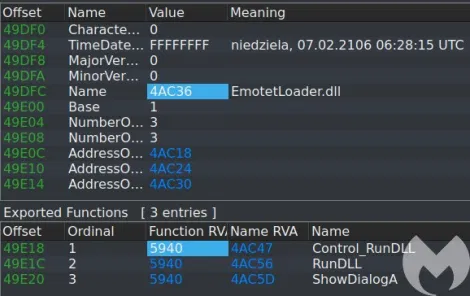 Offset Name Value Meaning
49DF0 Characte... 0
49DF4 TimeDate... FFFFFFFF niedziela, 07.02.2106 06:28:15 UTC
49DF8 MajorVer... 0
49DFA MinorVer... 0
49DFC Name 4AC36 EmotetLoader.dll
49E00 Base 1
49E04 NumberO... 3
49E08 NumberO... 3
49E0C AddressO... 4AC18
49E10 AddressO... 4AC24
49E14 AddressO... 4AC30
Exported Functions [ 3 entries ]
Offset Ordinal Function RVA Name RVA Name
49E18 1 5940 4AC47 Control_RunDLL
49E1C 2 5940 4AC56 RunDLL
49E20 3 5940 4AC5D ShowDialogA